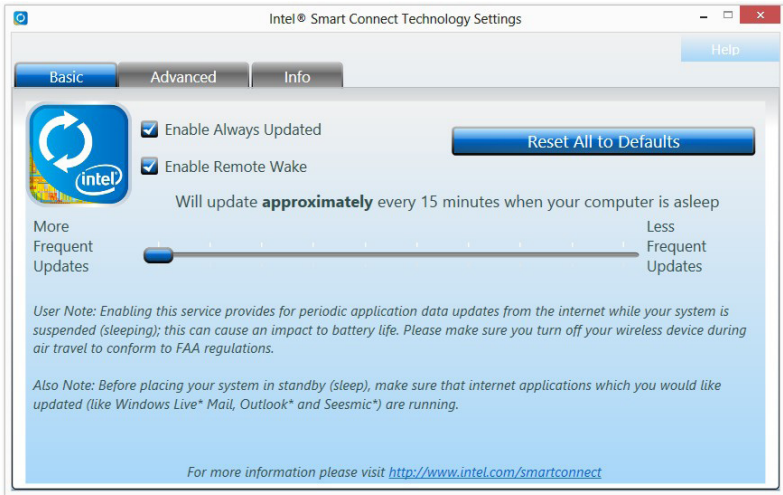 Intel® Smart Connect Technology Settings
Help
Basic Advanced Info
Enable Always Updated
Reset All to Defaults
Enable Remote Wake
(intel)
Will update approximately every 15 minutes when your computer is asleep
More
Frequent
Updates
Less
Frequent
Updates
User Note: Enabling this service provides for periodic application data updates from the internet while your system is
suspended (sleeping); this can cause an impact to battery life. Please make sure you turn off your wireless device during
air travel to conform to FAA regulations.
Also Note: Before placing your system in standby (sleep), make sure that internet applications which you would like
updated (like Windows Live* Mail, Outlook* and Seesmic*) are running.
For more information please visit http://www.intel.com/smartconnect